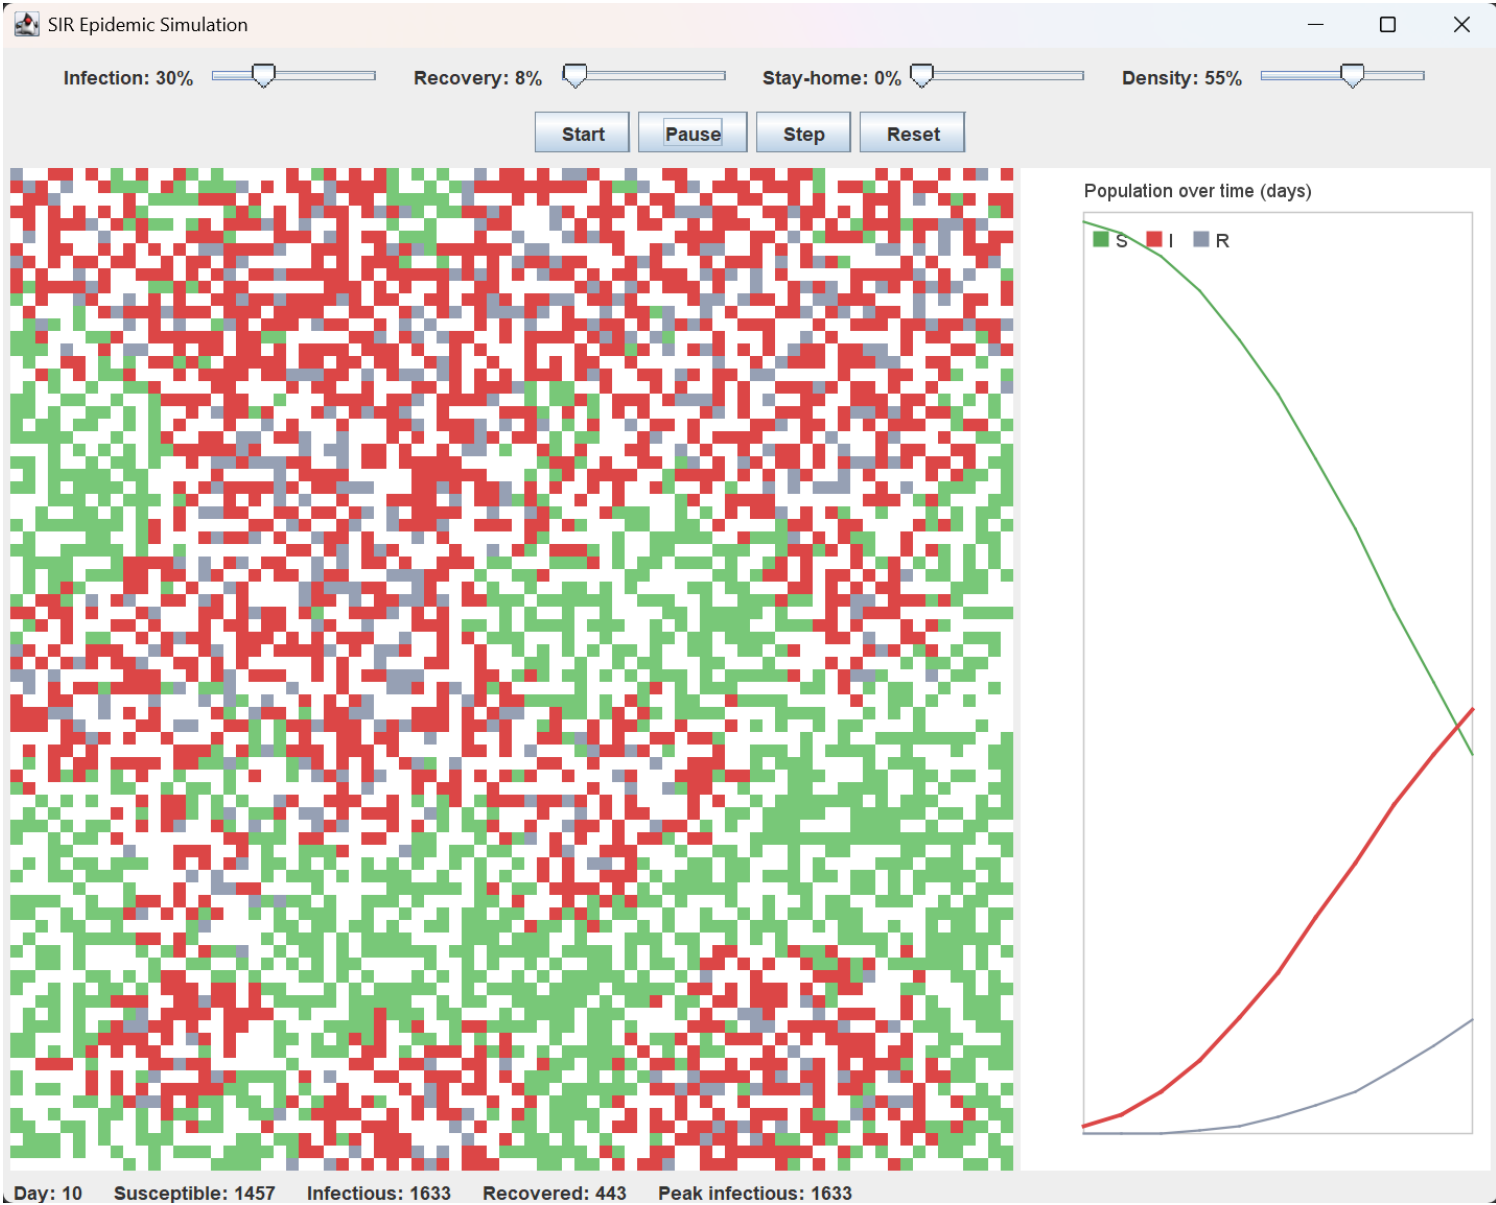 SIR Epidemic Simulation
Infection: 30% Recovery: 8% Stay-home: 0% Density: 55%
Start Pause Step Reset
Population over time (days)
S I R
Day: 10 Susceptible: 1457 Infectious: 1633 Recovered: 443 Peak infectious: 1633